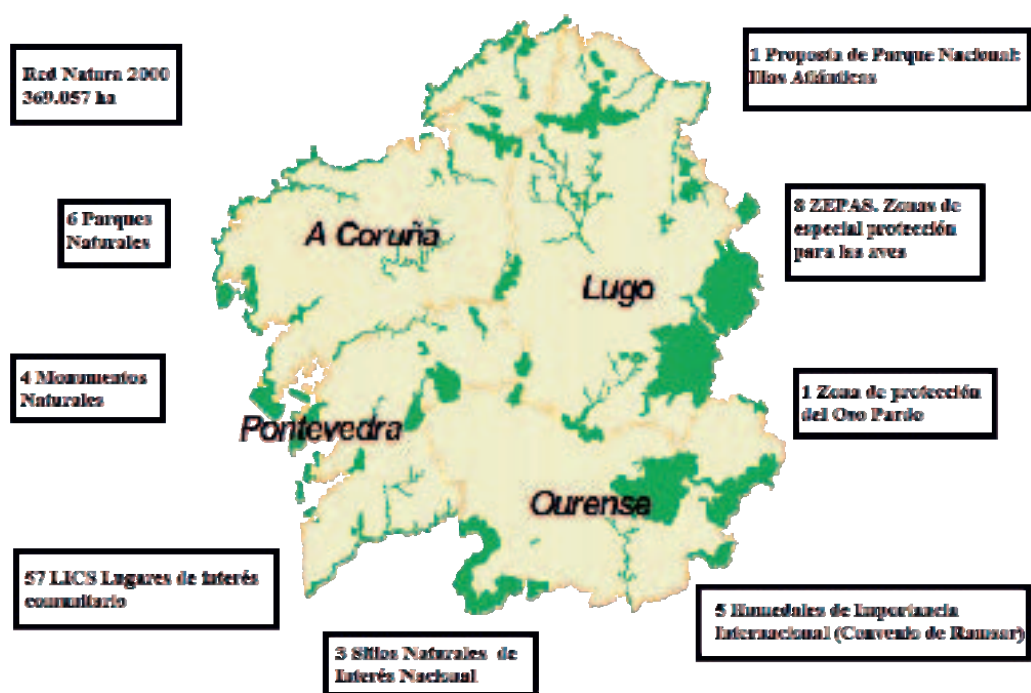 Red Natura 2000
369.057 ha
1 Proposta de Parque Nacional:
Illas Atlánticas
6 Parques
Naturales
8 ZEPAS. Zonas de
especial protección
para las aves
A Coruña
Lugo
4 Monumentos
Naturales
1 Zona de protección
del Oso Pardo
Pontevedra
Ourense
57 LICS Lugares de interés
comunitario
5 Humedales de Importancia
Internacional (Convenio de Ramsar)
3 Sitios Naturales de
Interés Nacional